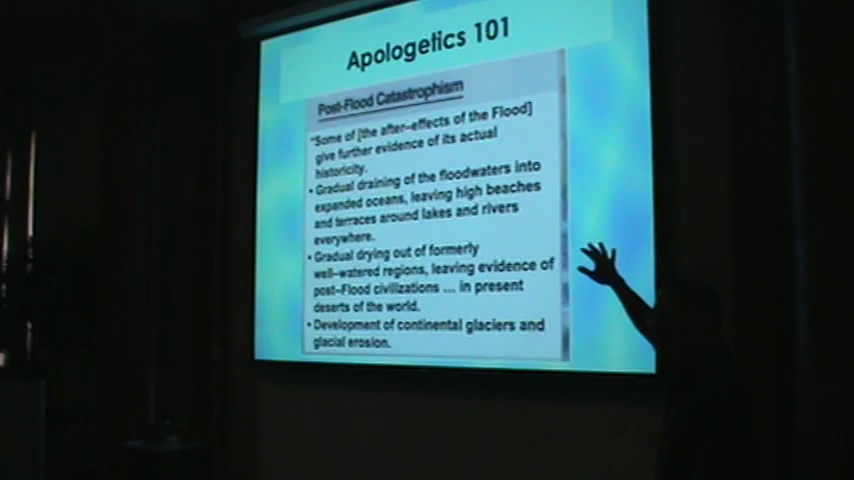 Apologetics 101
Post-Flood Catastrophism
"Some of [the after-effects of the Flood]
give further evidence of its actual
historicity.
• Gradual draining of the floodwaters into
expanded oceans, leaving high beaches
and terraces around lakes and rivers
everywhere.
• Gradual drying out of formerly
well-watered regions, leaving evidence of
post-Flood civilizations ... in present
deserts of the world.
• Development of continental glaciers and
glacial erosion.